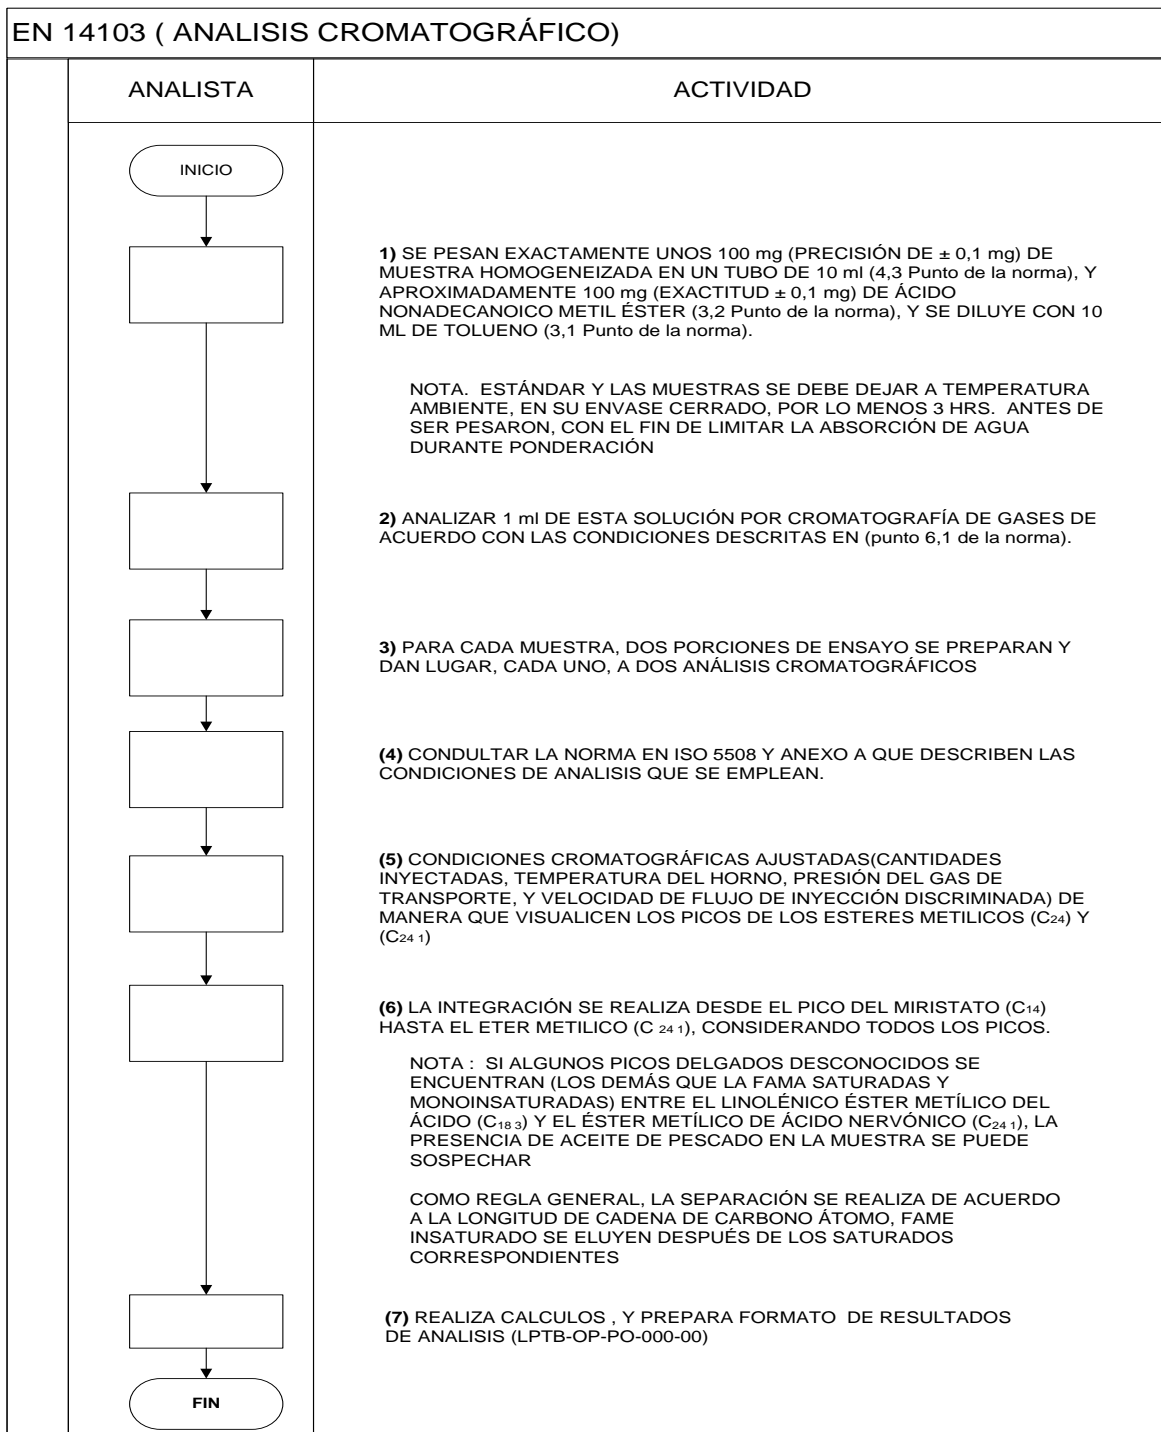 EN 14103 ( ANALISIS CROMATOGRÁFICO)
ANALISTA
ACTIVIDAD
INICIO
1) SE PESAN EXACTAMENTE UNOS 100 mg (PRECISIÓN DE ± 0,1 mg) DE
MUESTRA HOMOGENEIZADA EN UN TUBO DE 10 ml (4,3 Punto de la norma), Y
APROXIMADAMENTE 100 mg (EXACTITUD ± 0,1 mg) DE ÁCIDO
NONADECANOICO METIL ÉSTER (3,2 Punto de la norma), Y SE DILUYE CON 10
ML DE TOLUENO (3,1 Punto de la norma).
NOTA. ESTÁNDAR Y LAS MUESTRAS SE DEBE DEJAR A TEMPERATURA
AMBIENTE, EN SU ENVASE CERRADO, POR LO MENOS 3 HRS. ANTES DE
SER PESARON, CON EL FIN DE LIMITAR LA ABSORCIÓN DE AGUA
DURANTE PONDERACIÓN
2) ANALIZAR 1 ml DE ESTA SOLUCIÓN POR CROMATOGRAFÍA DE GASES DE
ACUERDO CON LAS CONDICIONES DESCRITAS EN (punto 6,1 de la norma).
3) PARA CADA MUESTRA, DOS PORCIONES DE ENSAYO SE PREPARAN Y
DAN LUGAR, CADA UNO, A DOS ANÁLISIS CROMATOGRÁFICOS
(4) CONDULTAR LA NORMA EN ISO 5508 Y ANEXO A QUE DESCRIBEN LAS
CONDICIONES DE ANALISIS QUE SE EMPLEAN.
(5) CONDICIONES CROMATOGRÁFICAS AJUSTADAS(CANTIDADES
INYECTADAS, TEMPERATURA DEL HORNO, PRESIÓN DEL GAS DE
TRANSPORTE, Y VELOCIDAD DE FLUJO DE INYECCIÓN DISCRIMINADA) DE
MANERA QUE VISUALICEN LOS PICOS DE LOS ESTERES METILICOS (C24) Y
(C24 1)
(6) LA INTEGRACIÓN SE REALIZA DESDE EL PICO DEL MIRISTATO (C14)
HASTA EL ETER METILICO (C 24 1), CONSIDERANDO TODOS LOS PICOS.
NOTA : SI ALGUNOS PICOS DELGADOS DESCONOCIDOS SE
ENCUENTRAN (LOS DEMÁS QUE LA FAMA SATURADAS Y
MONOINSATURADAS) ENTRE EL LINOLÉNICO ÉSTER METÍLICO DEL
ÁCIDO (C18 3) Y EL ÉSTER METÍLICO DE ÁCIDO NERVÓNICO (C24 1), LA
PRESENCIA DE ACEITE DE PESCADO EN LA MUESTRA SE PUEDE
SOSPECHAR
COMO REGLA GENERAL, LA SEPARACIÓN SE REALIZA DE ACUERDO
A LA LONGITUD DE CADENA DE CARBONO ÁTOMO, FAME
INSATURADO SE ELUYEN DESPUÉS DE LOS SATURADOS
CORRESPONDIENTES
(7) REALIZA CALCULOS , Y PREPARA FORMATO DE RESULTADOS
DE ANALISIS (LPTB-OP-PO-000-00)
FIN